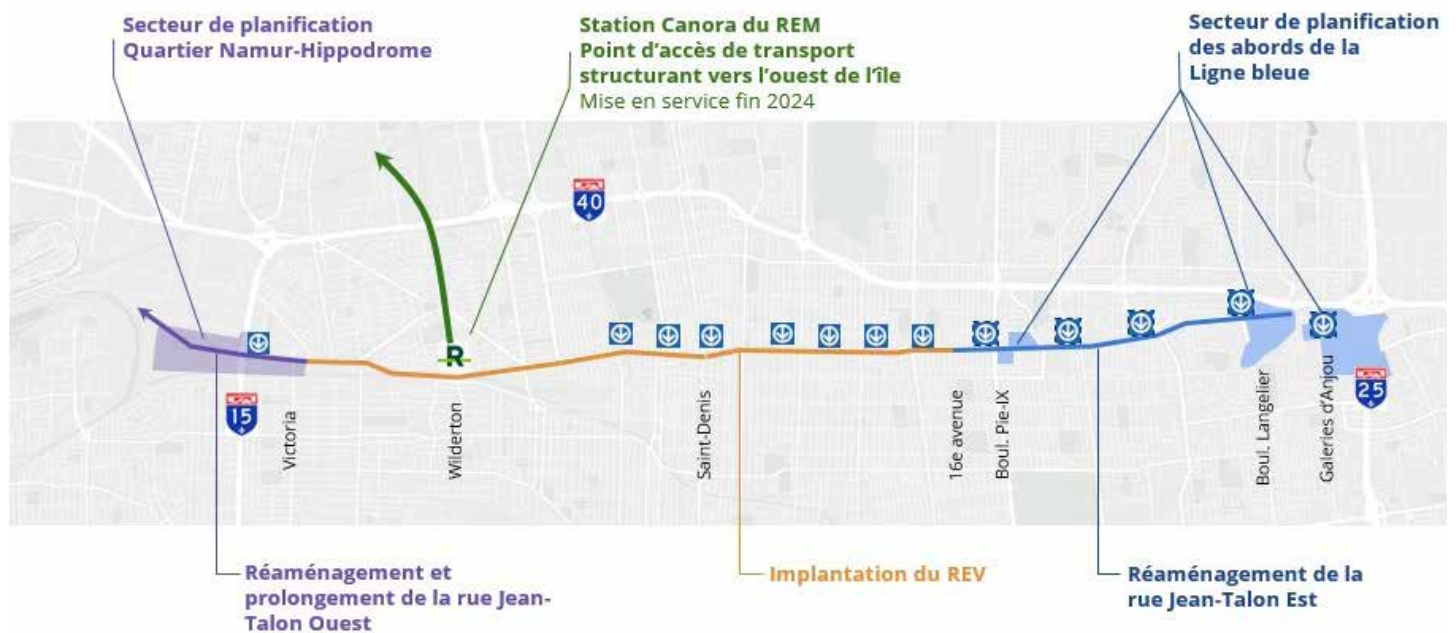 Secteur de planification
Quartier Namur-Hippodrome
Station Canora du REM
Point d'accès de transport
structurant vers l'ouest de l'île
Mise en service fin 2024
Secteur de planification
des abords de la
Ligne bleue
40
R
15
25
Victoria
Wilderton
Saint-Denis
16e avenue
Boul. Pie-IX
Boul. Langelier
Galeries d'Anjou
Réaménagement et
prolongement de la rue Jean-
Talon Ouest
Implantation du REV
Réaménagement de la
rue Jean-Talon Est